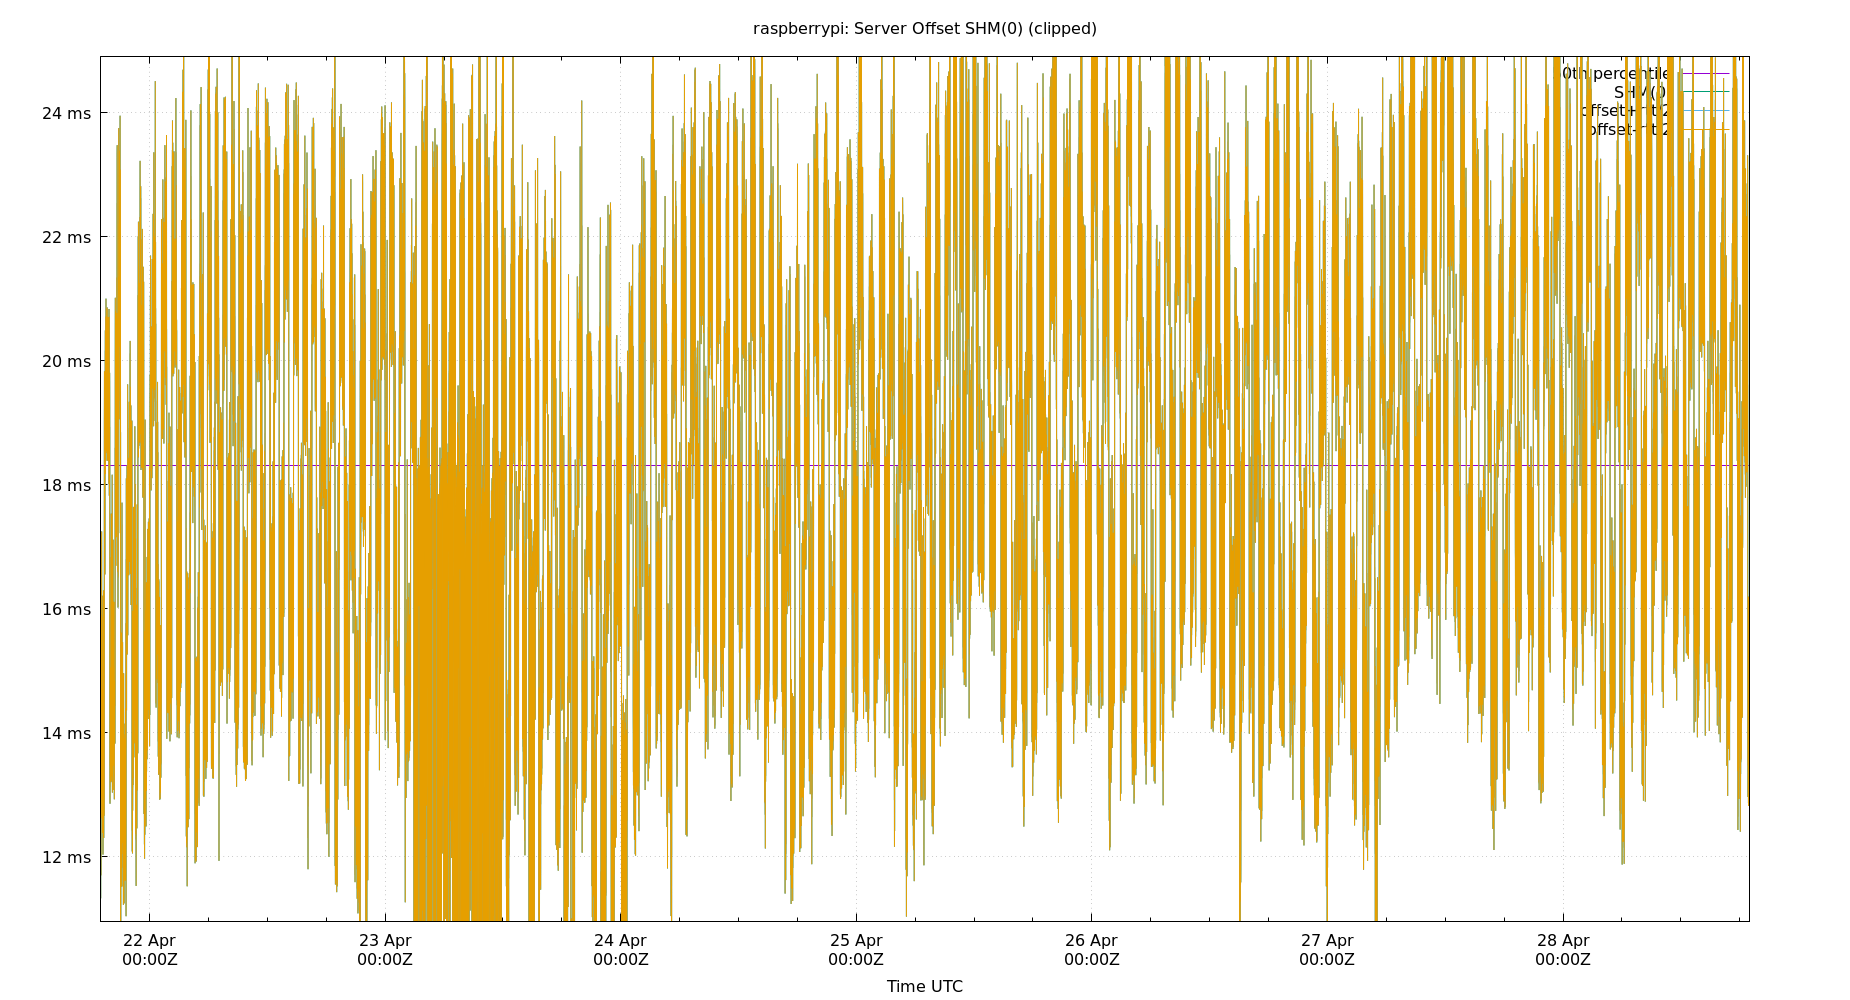 raspberrypi: Server Offset SHM(0) (clipped)
percentile
24 ms
22 ms
20 ms
18 ms
16 ms
14 ms
12 ms
22 Apr 23 Apr 24 Apr 25 Apr 26 Apr 27 Apr 28 Apr
00:00Z 00:00Z 00:00Z 00:00Z 00:00Z 00:00Z 00:00Z
Time UTC